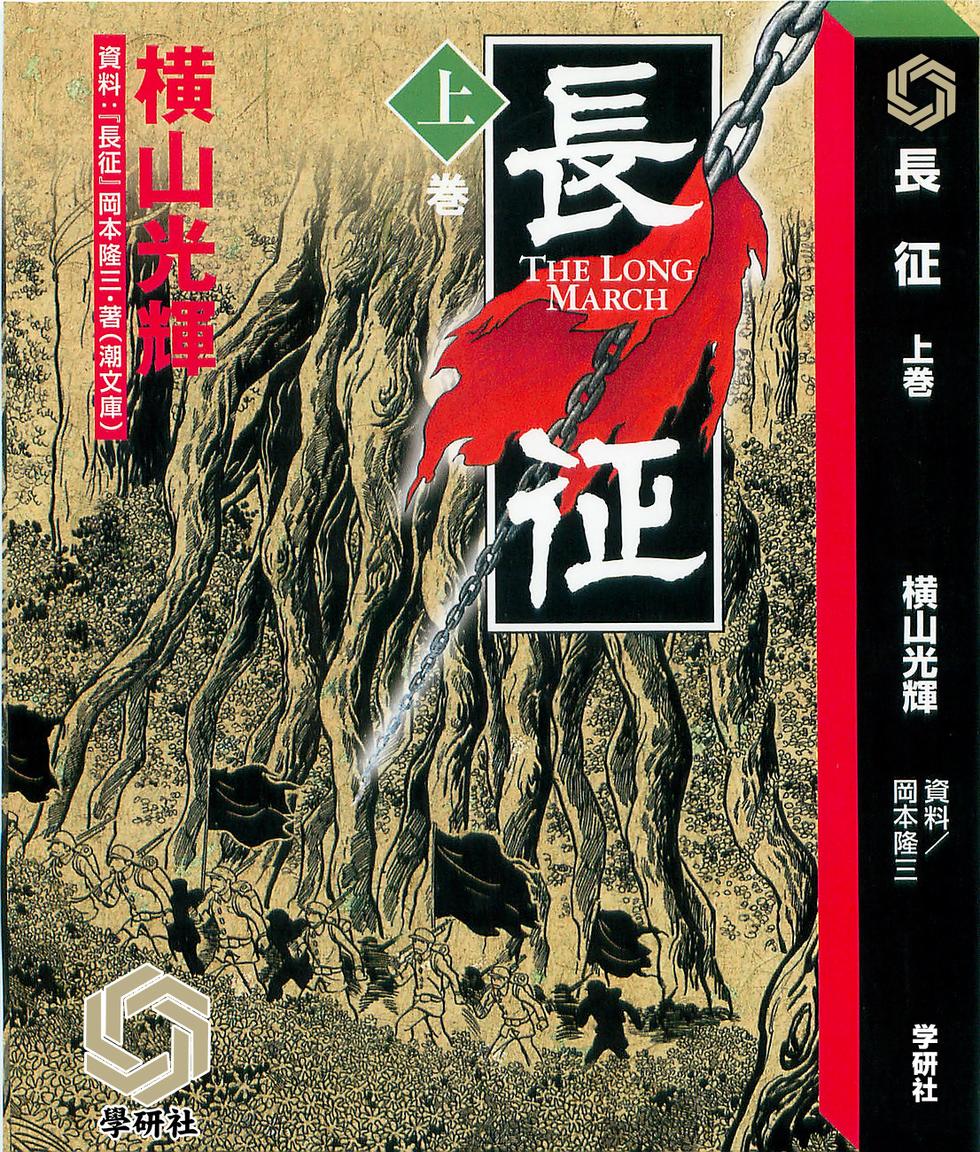 横山光輝
資料:『長征』岡本隆三・著(潮文庫)
上
巻
長
THE LONG
MARCH
征
學研社
長征
上巻
横山光輝
資料/
岡本隆三
学研社